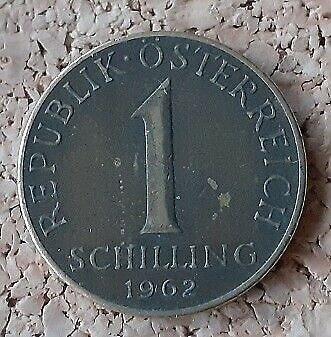 REPUBLIK · ÖSTERREICH
1
SCHILLING
1962